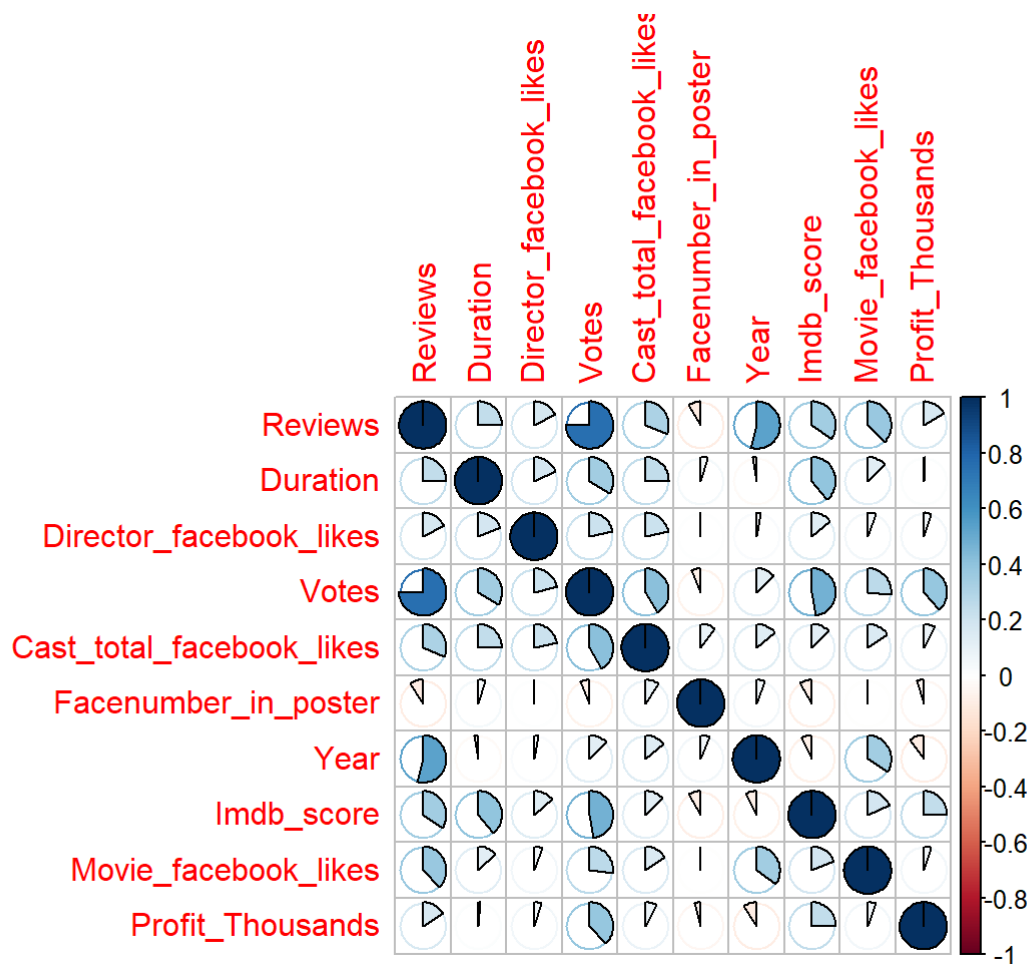 Reviews
Duration
Director_facebook_likes
Votes
Cast_total_facebook_likes
Facenumber_in_poster
Year
Imdb_score
Movie_facebook_likes
Profit_Thousands
Reviews
Duration
Director_facebook_likes
Votes
Cast_total_facebook_likes
Facenumber_in_poster
Year
Imdb_score
Movie_facebook_likes
Profit_Thousands
1
0.8
0.6
0.4
0.2
0
-0.2
-0.4
-0.6
-0.8
-1